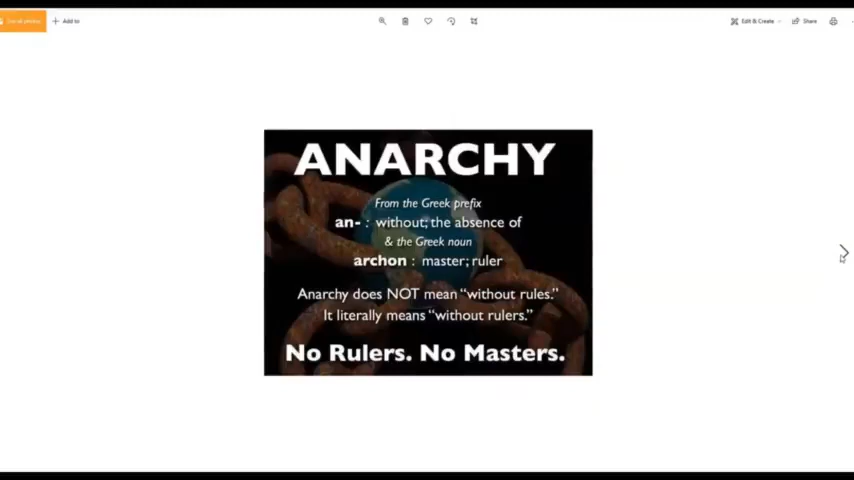 Add to
Edit & Create
Share
ANARCHY
From the Greek prefix
an- : without; the absence of
& the Greek noun
archon : master; ruler
Anarchy does NOT mean “without rules.”
It literally means “without rulers.”
No Rulers. No Masters.